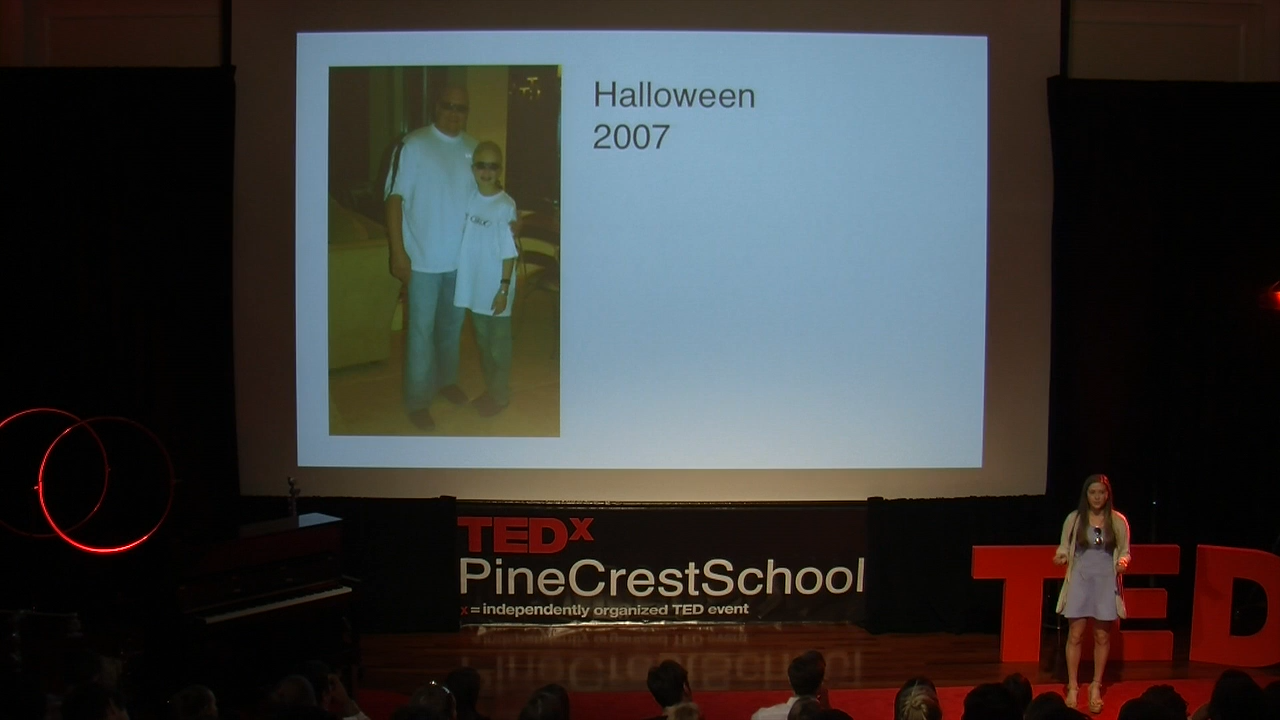 Halloween
2007
TEDx
PineCrestSchool
x = independently organized TED event
TED